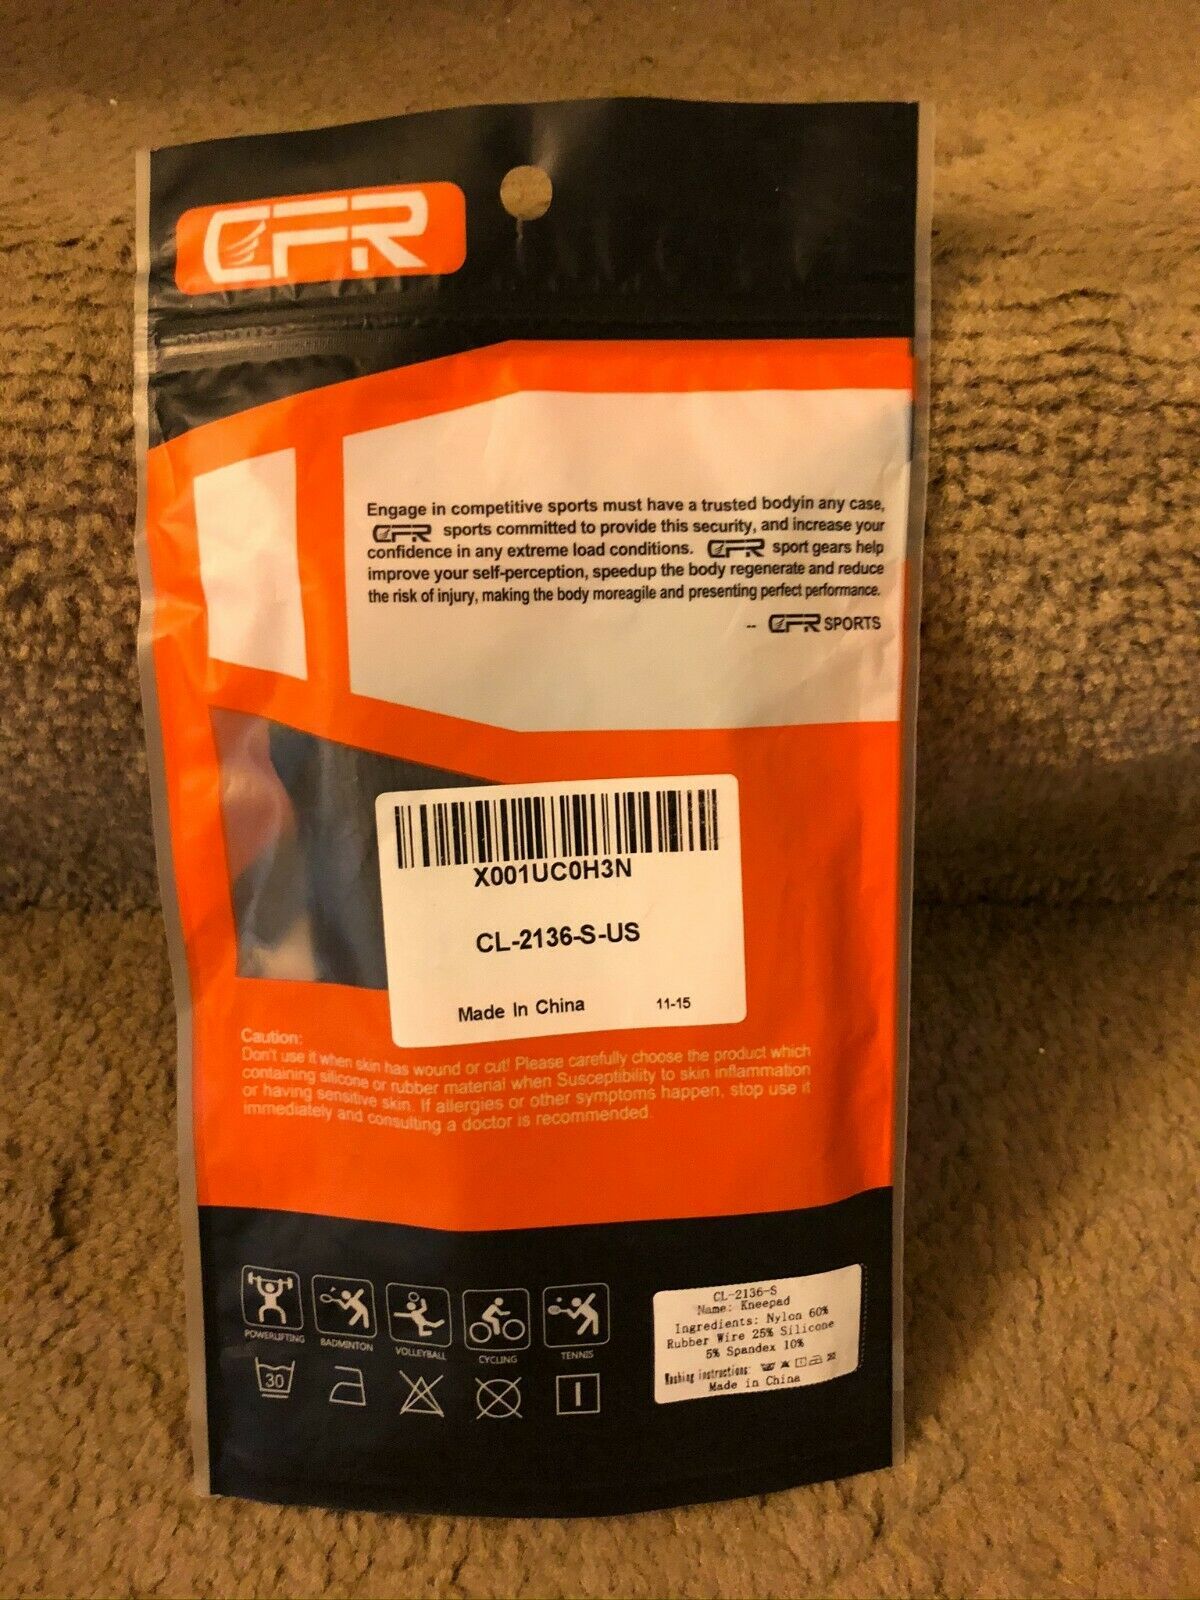 CFR
Engage in competitive sports must have a trusted bodyin any case,
CFR sports committed to provide this security, and increase your
confidence in any extreme load conditions. CFR sport gears help
improve your self-perception, speedup the body regenerate and reduce
the risk of injury, making the body moreagile and presenting perfect performance.
-- CFR SPORTS
X001UC0H3N
CL-2136-S-US
Made In China 11-15
Caution:
Don't use it when skin has wound or cut! Please carefully choose the product which
containing silicone or rubber material when Susceptibility to skin inflammation
or having sensitive skin. If allergies or other symptoms happen, stop use it
immediately and consulting a doctor is recommended.
POWERLIFTING BADMINTON VOLLEYBALL CYCLING TENNIS
30
CL-2136-S
Name: Kneepad
Ingredients: Nylon 60%
Rubber Wire 25% Silicone
5% Spandex 10%
Washing instructions:
Made in China